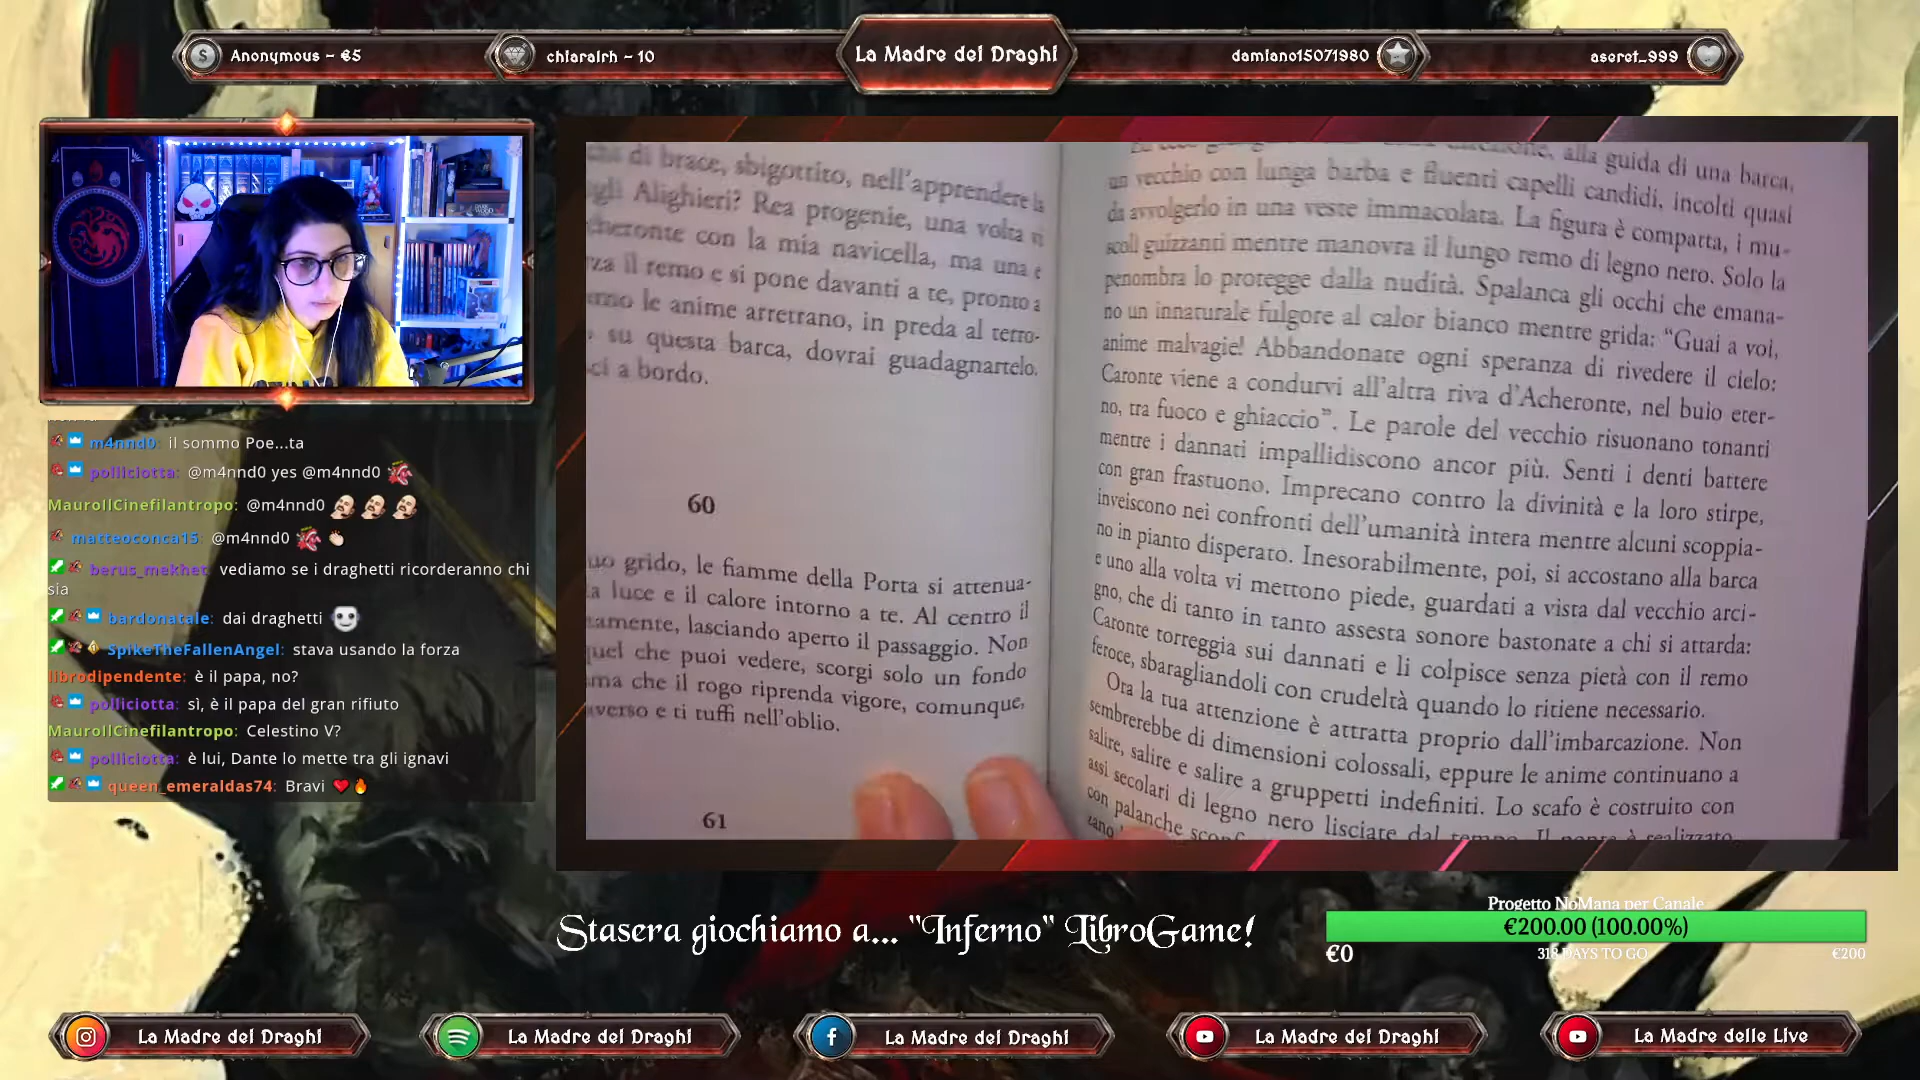 Anonymous - €5
chiaralrh - 10
La Madre dei Draghi
damiano15071980
aseret_999
m4nnd0: il sommo Poe...ta
polliciotta: @m4nnd0 yes @m4nnd0
MauroIlCinefilantropo: @m4nnd0
matteoconca15: @m4nnd0
berus_mekhet: vediamo se i draghetti ricorderanno chi
sia
bardonatale: dai draghetti
SpikeTheFallenAngel: stava usando la forza
librodipendente: è il papa, no?
polliciotta: sì, è il papa del gran rifiuto
MauroIlCinefilantropo: Celestino V?
polliciotta: è lui, Dante lo mette tra gli ignavi
queen_emeraldas74: Bravi
di brace, sbigottito, nell'apprendere la
Alighieri? Rea progenie, una volta
con la mia navicella, ma una
il remo e si pone davanti a te, pronto a
le anime arretrano, in preda al terro-
su questa barca, dovrai guadagnartelo.
a bordo.
60
grido, le fiamme della Porta si attenua-
luce e il calore intorno a te. Al centro il
lasciando aperto il passaggio. Non
quel che puoi vedere, scorgi solo un fondo
che il rogo riprenda vigore, comunque,
e ti tuffi nell'oblio.
61
alla guida di una barca,
un vecchio con lunga barba e fluenti capelli candidi, incolti quasi
da avvolgerlo in una veste immacolata. La figura è compatta, i mu-
scoli guizzanti mentre manovra il lungo remo di legno nero. Solo la
penombra lo protegge dalla nudità. Spalanca gli occhi che emana-
no un innaturale fulgore al calor bianco mentre grida: "Guai a voi,
anime malvagie! Abbandonate ogni speranza di rivedere il cielo:
Caronte viene a condurvi all'altra riva d'Acheronte, nel buio eter-
no, tra fuoco e ghiaccio". Le parole del vecchio risuonano tonanti
mentre i dannati impallidiscono ancor più. Senti i denti battere
con gran frastuono. Imprecano contro la divinità e la loro stirpe,
inveiscono nei confronti dell'umanità intera mentre alcuni scoppia-
no in pianto disperato. Inesorabilmente, poi, si accostano alla barca
e uno alla volta vi mettono piede, guardati a vista dal vecchio arci-
gno, che di tanto in tanto assesta sonore bastonate a chi si attarda:
Caronte torreggia sui dannati e li colpisce senza pietà con il remo
feroce, sbaragliandoli con crudeltà quando lo ritiene necessario.
Ora la tua attenzione è attratta proprio dall'imbarcazione. Non
sembrerebbe di dimensioni colossali, eppure le anime continuano a
salire, salire e salire a gruppetti indefiniti. Lo scafo è costruito con
assi secolari di legno nero lisciate dal tempo. Il ponte è realizzato
con palanche
Stasera giochiamo a... "Inferno" LibroGame!
Progetto NoMana per Canale
€200.00 (100.00%)
€0
318 DAYS TO GO
€200
La Madre dei Draghi
La Madre dei Draghi
La Madre dei Draghi
La Madre dei Draghi
La Madre delle Live